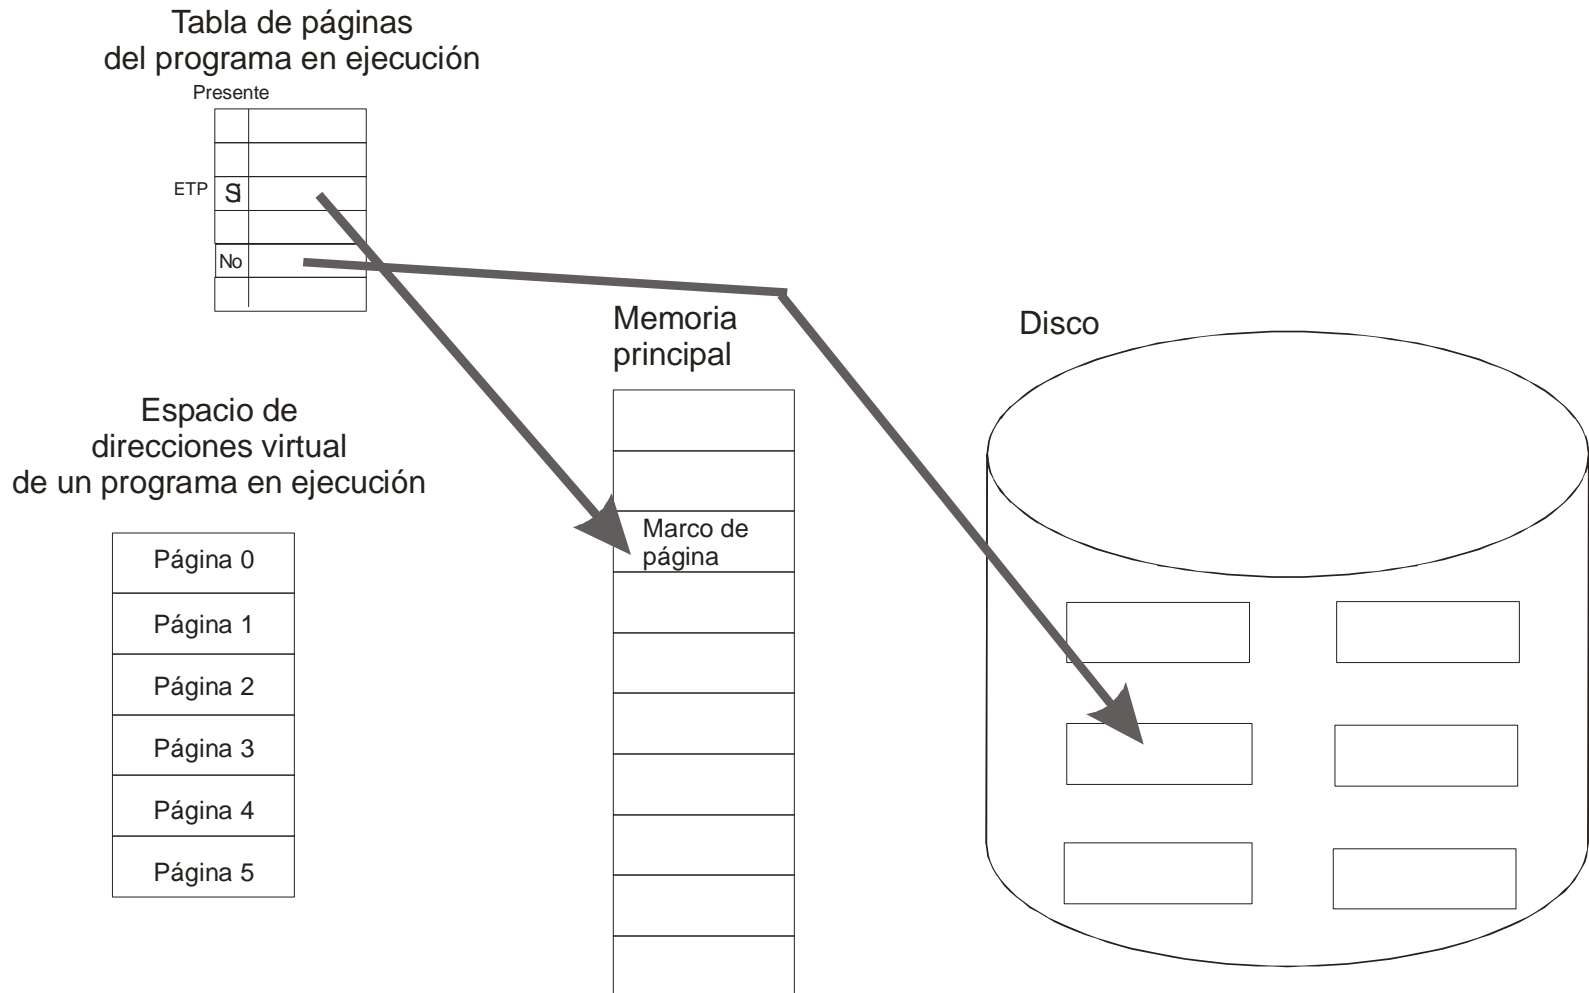 Tabla de páginas
del programa en ejecución
Presente
ETP
Sí
No
Memoria
principal
Disco
Espacio de
direcciones virtual
de un programa en ejecución
Marco de
página
Página 0
Página 1
Página 2
Página 3
Página 4
Página 5